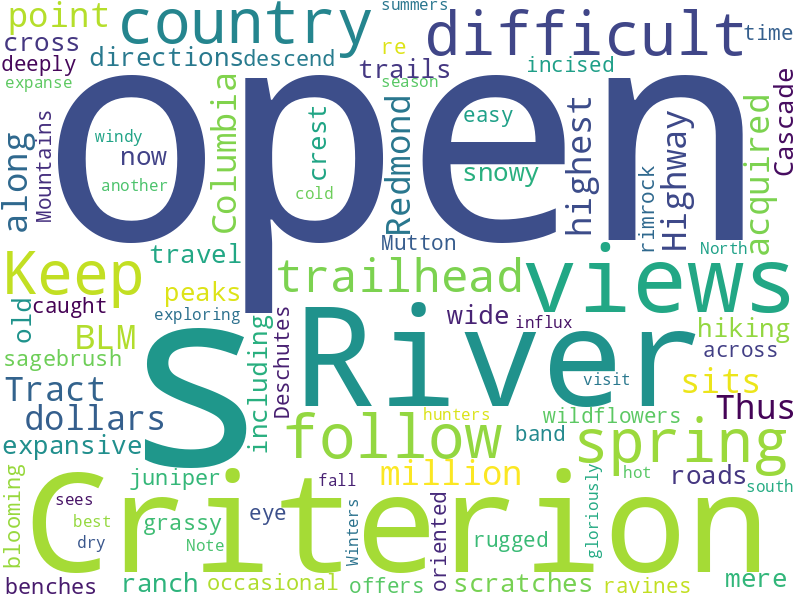 summers
point
country
difficult
time
cross
directions
descend
re
trails
incised
deeply
expanse
season
open
Cascade
Mountains
along
windy
now
another
Columbia
crest
cold
Redmond
easy
snowy
highest
rimrock
Highway
acquired
Mutton
North
travel
Keep
trailhead
views
peaks
old
caught
exploring
BLM
including
Deschutes
s
River
wide
influx
hiking
across
sagebrush
visit
sits
Tract
dollars
Thus
hunters
wildflowers
follow
band
spring
expansive
million
juniper
fall
roads
hot
south
blooming
Criterion
sees
best
dry
grassy
Note
eye
Winters
oriented
rugged
gloriously
benches
ranch
occasional
offers
scratches
ravines
mere